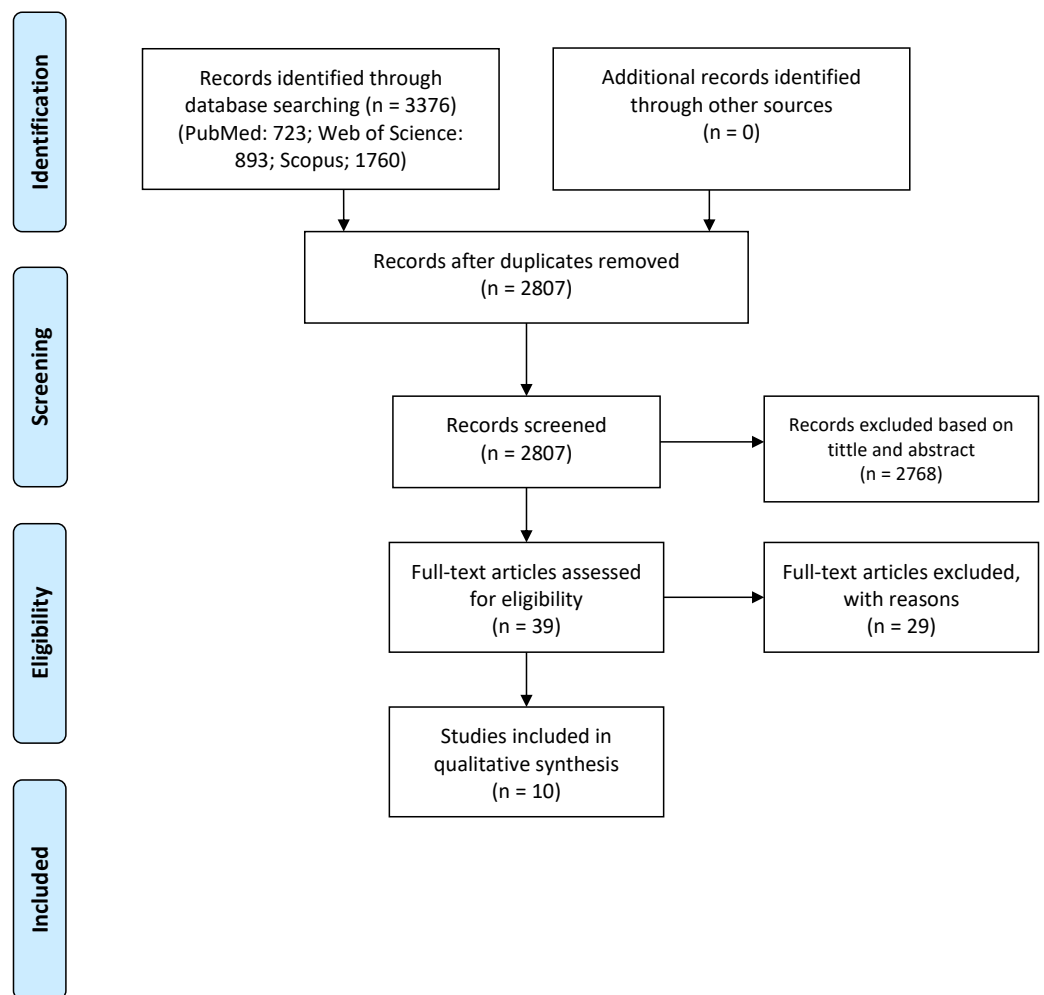 Identification
Records identified through
database searching (n = 3376)
(PubMed: 723; Web of Science:
893; Scopus; 1760)
Additional records identified
through other sources
(n = 0)
Records after duplicates removed
(n = 2807)
Screening
Records screened
(n = 2807)
Records excluded based on
tittle and abstract
(n = 2768)
Eligibility
Full-text articles assessed
for eligibility
(n = 39)
Full-text articles excluded,
with reasons
(n = 29)
Studies included in
qualitative synthesis
(n = 10)
Included